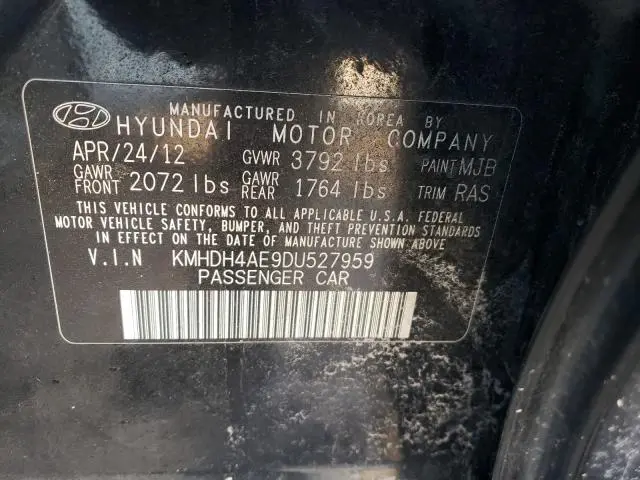 MANUFACTURED IN KOREA BY
HYUNDAI MOTOR COMPANY
APR/24/12 GVWR 3792 lbs PAINT MJB
GAWR FRONT 2072 lbs GAWR REAR 1764 lbs TRIM RAS
THIS VEHICLE CONFORMS TO ALL APPLICABLE U.S.A. FEDERAL
MOTOR VEHICLE SAFETY, BUMPER, AND THEFT PREVENTION STANDARDS
IN EFFECT ON THE DATE OF MANUFACTURE SHOWN ABOVE
V.I.N KMHDH4AE9DU527959
PASSENGER CAR